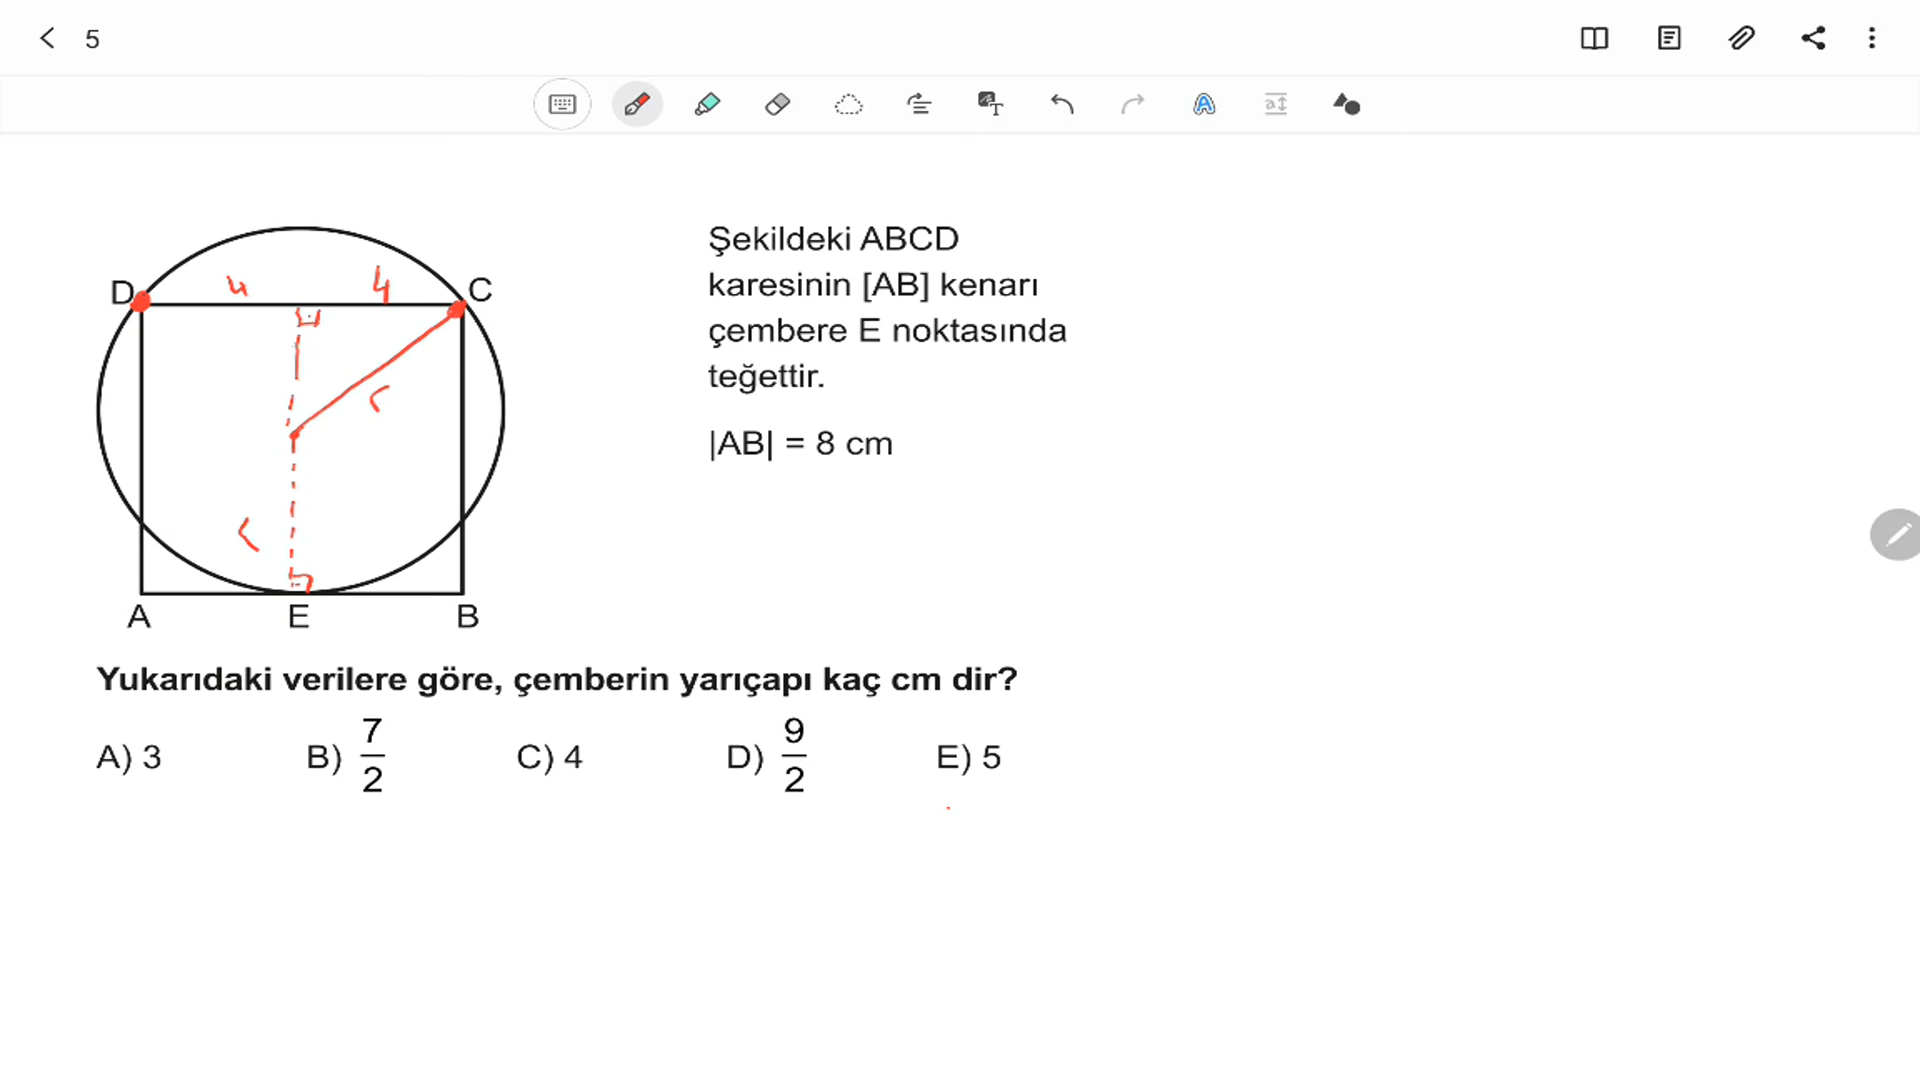 5
D 4 4 C
r
r
A E B
Şekildeki ABCD
karesinin [AB] kenarı
çembere E noktasında
teğettir.
|AB| = 8 cm
Yukarıdaki verilere göre, çemberin yarıçapı kaç cm dir?
A) 3 B) 7/2 C) 4 D) 9/2 E) 5